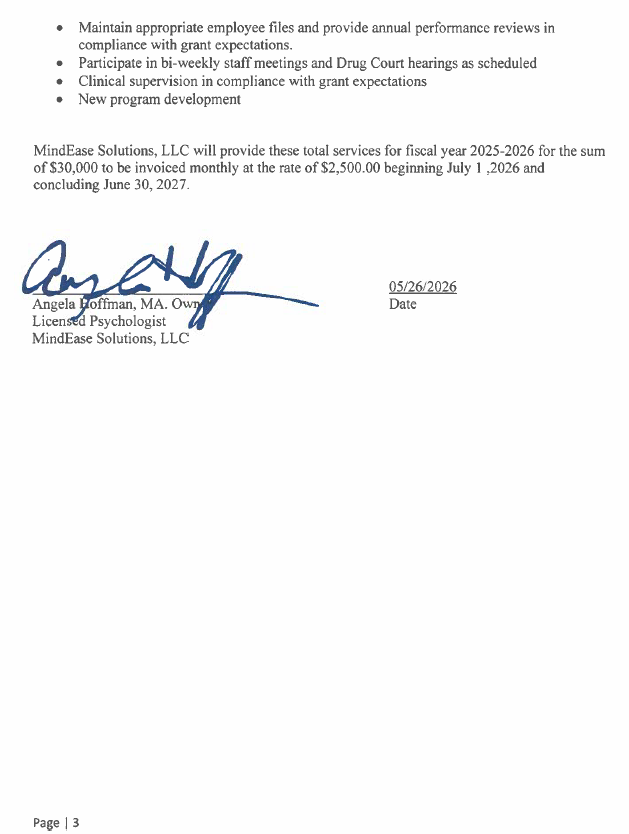 • Maintain appropriate employee files and provide annual performance reviews in
compliance with grant expectations.
• Participate in bi-weekly staff meetings and Drug Court hearings as scheduled
• Clinical supervision in compliance with grant expectations
• New program development
MindEase Solutions, LLC will provide these total services for fiscal year 2025-2026 for the sum
of $30,000 to be invoiced monthly at the rate of $2,500.00 beginning July 1 ,2026 and
concluding June 30, 2027.
05/26/2026
Angela Hoffman, MA. Own
Date
Licensed Psychologist
MindEase Solutions, LLC
Page | 3